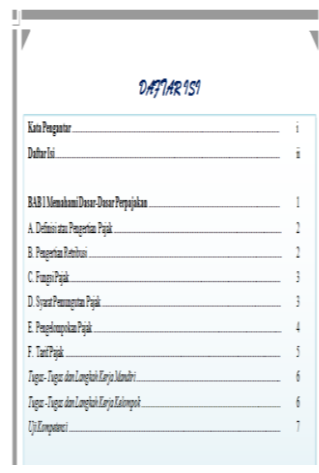 DAFTAR ISI
Kata Pengantar i
Daftar Isi ii
BAB I Memahami Dasar-Dasar Perpajakan 1
A. Definisi atau Pengertian Pajak 2
B. Pengertian Retribusi 2
C. Fungsi Pajak 3
D. Syarat Pemungutan Pajak 3
E. Pengelompokan Pajak 4
F. Tarif Pajak 5
Tugas - Tugas dan Langkah Kerja Mandiri 6
Tugas - Tugas dan Langkah Kerja Kelompok 6
Uji Kompetensi 7